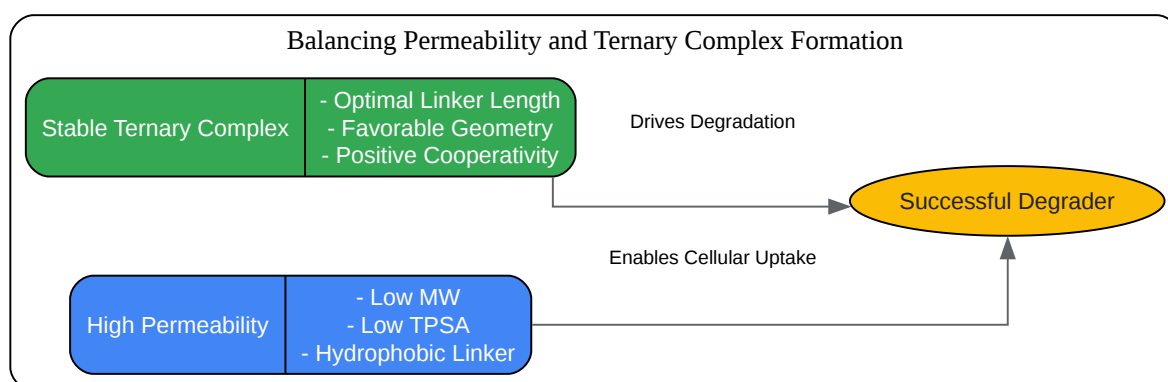 Balancing Permeability and Ternary Complex Formation
Stable Ternary Complex
- Optimal Linker Length
- Favorable Geometry
- Positive Cooperativity
Drives Degradation
Successful Degrader
Enables Cellular Uptake
High Permeability
- Low MW
- Low TPSA
- Hydrophobic Linker